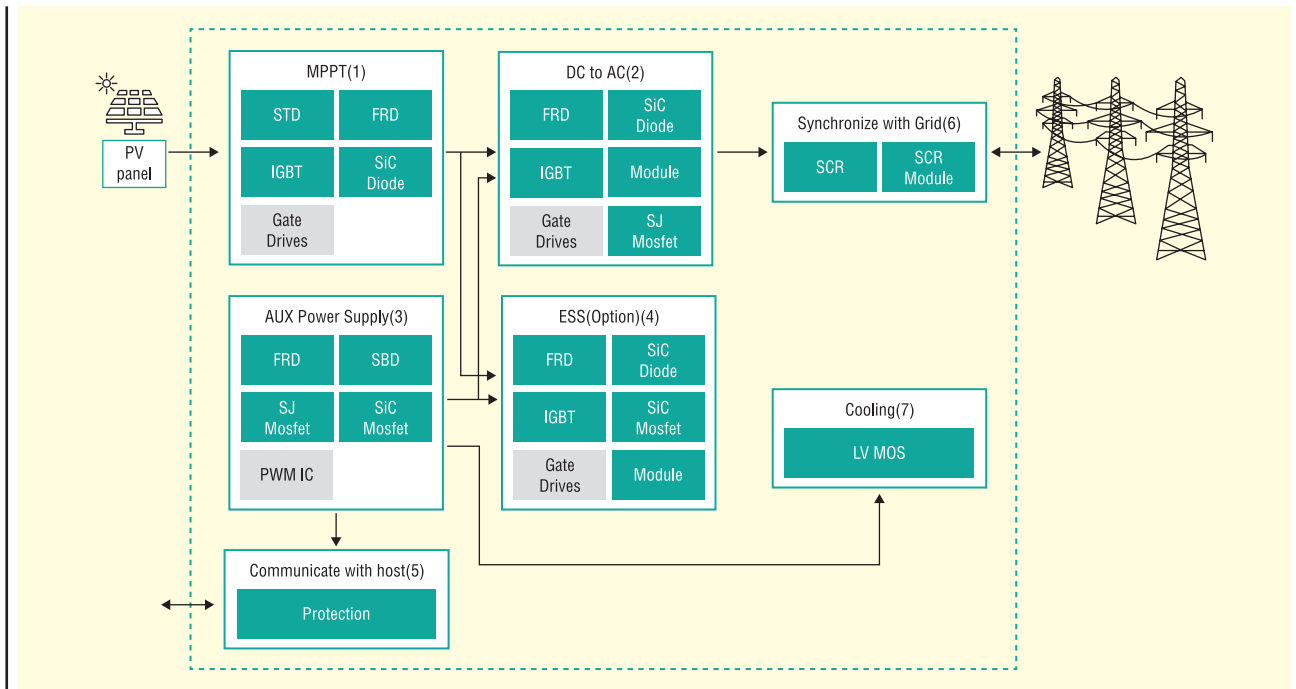 PV
panel
MPPT(1)
STD
FRD
IGBT
SiC
Diode
Gate
Drives
DC to AC(2)
FRD
SiC
Diode
IGBT
Module
Gate
Drives
SJ
Mosfet
Synchronize with Grid(6)
SCR
SCR
Module
AUX Power Supply(3)
FRD
SBD
SJ
Mosfet
SiC
Mosfet
PWM IC
ESS(Option)(4)
FRD
SiC
Diode
IGBT
SiC
Mosfet
Gate
Drives
Module
Cooling(7)
LV MOS
Communicate with host(5)
Protection